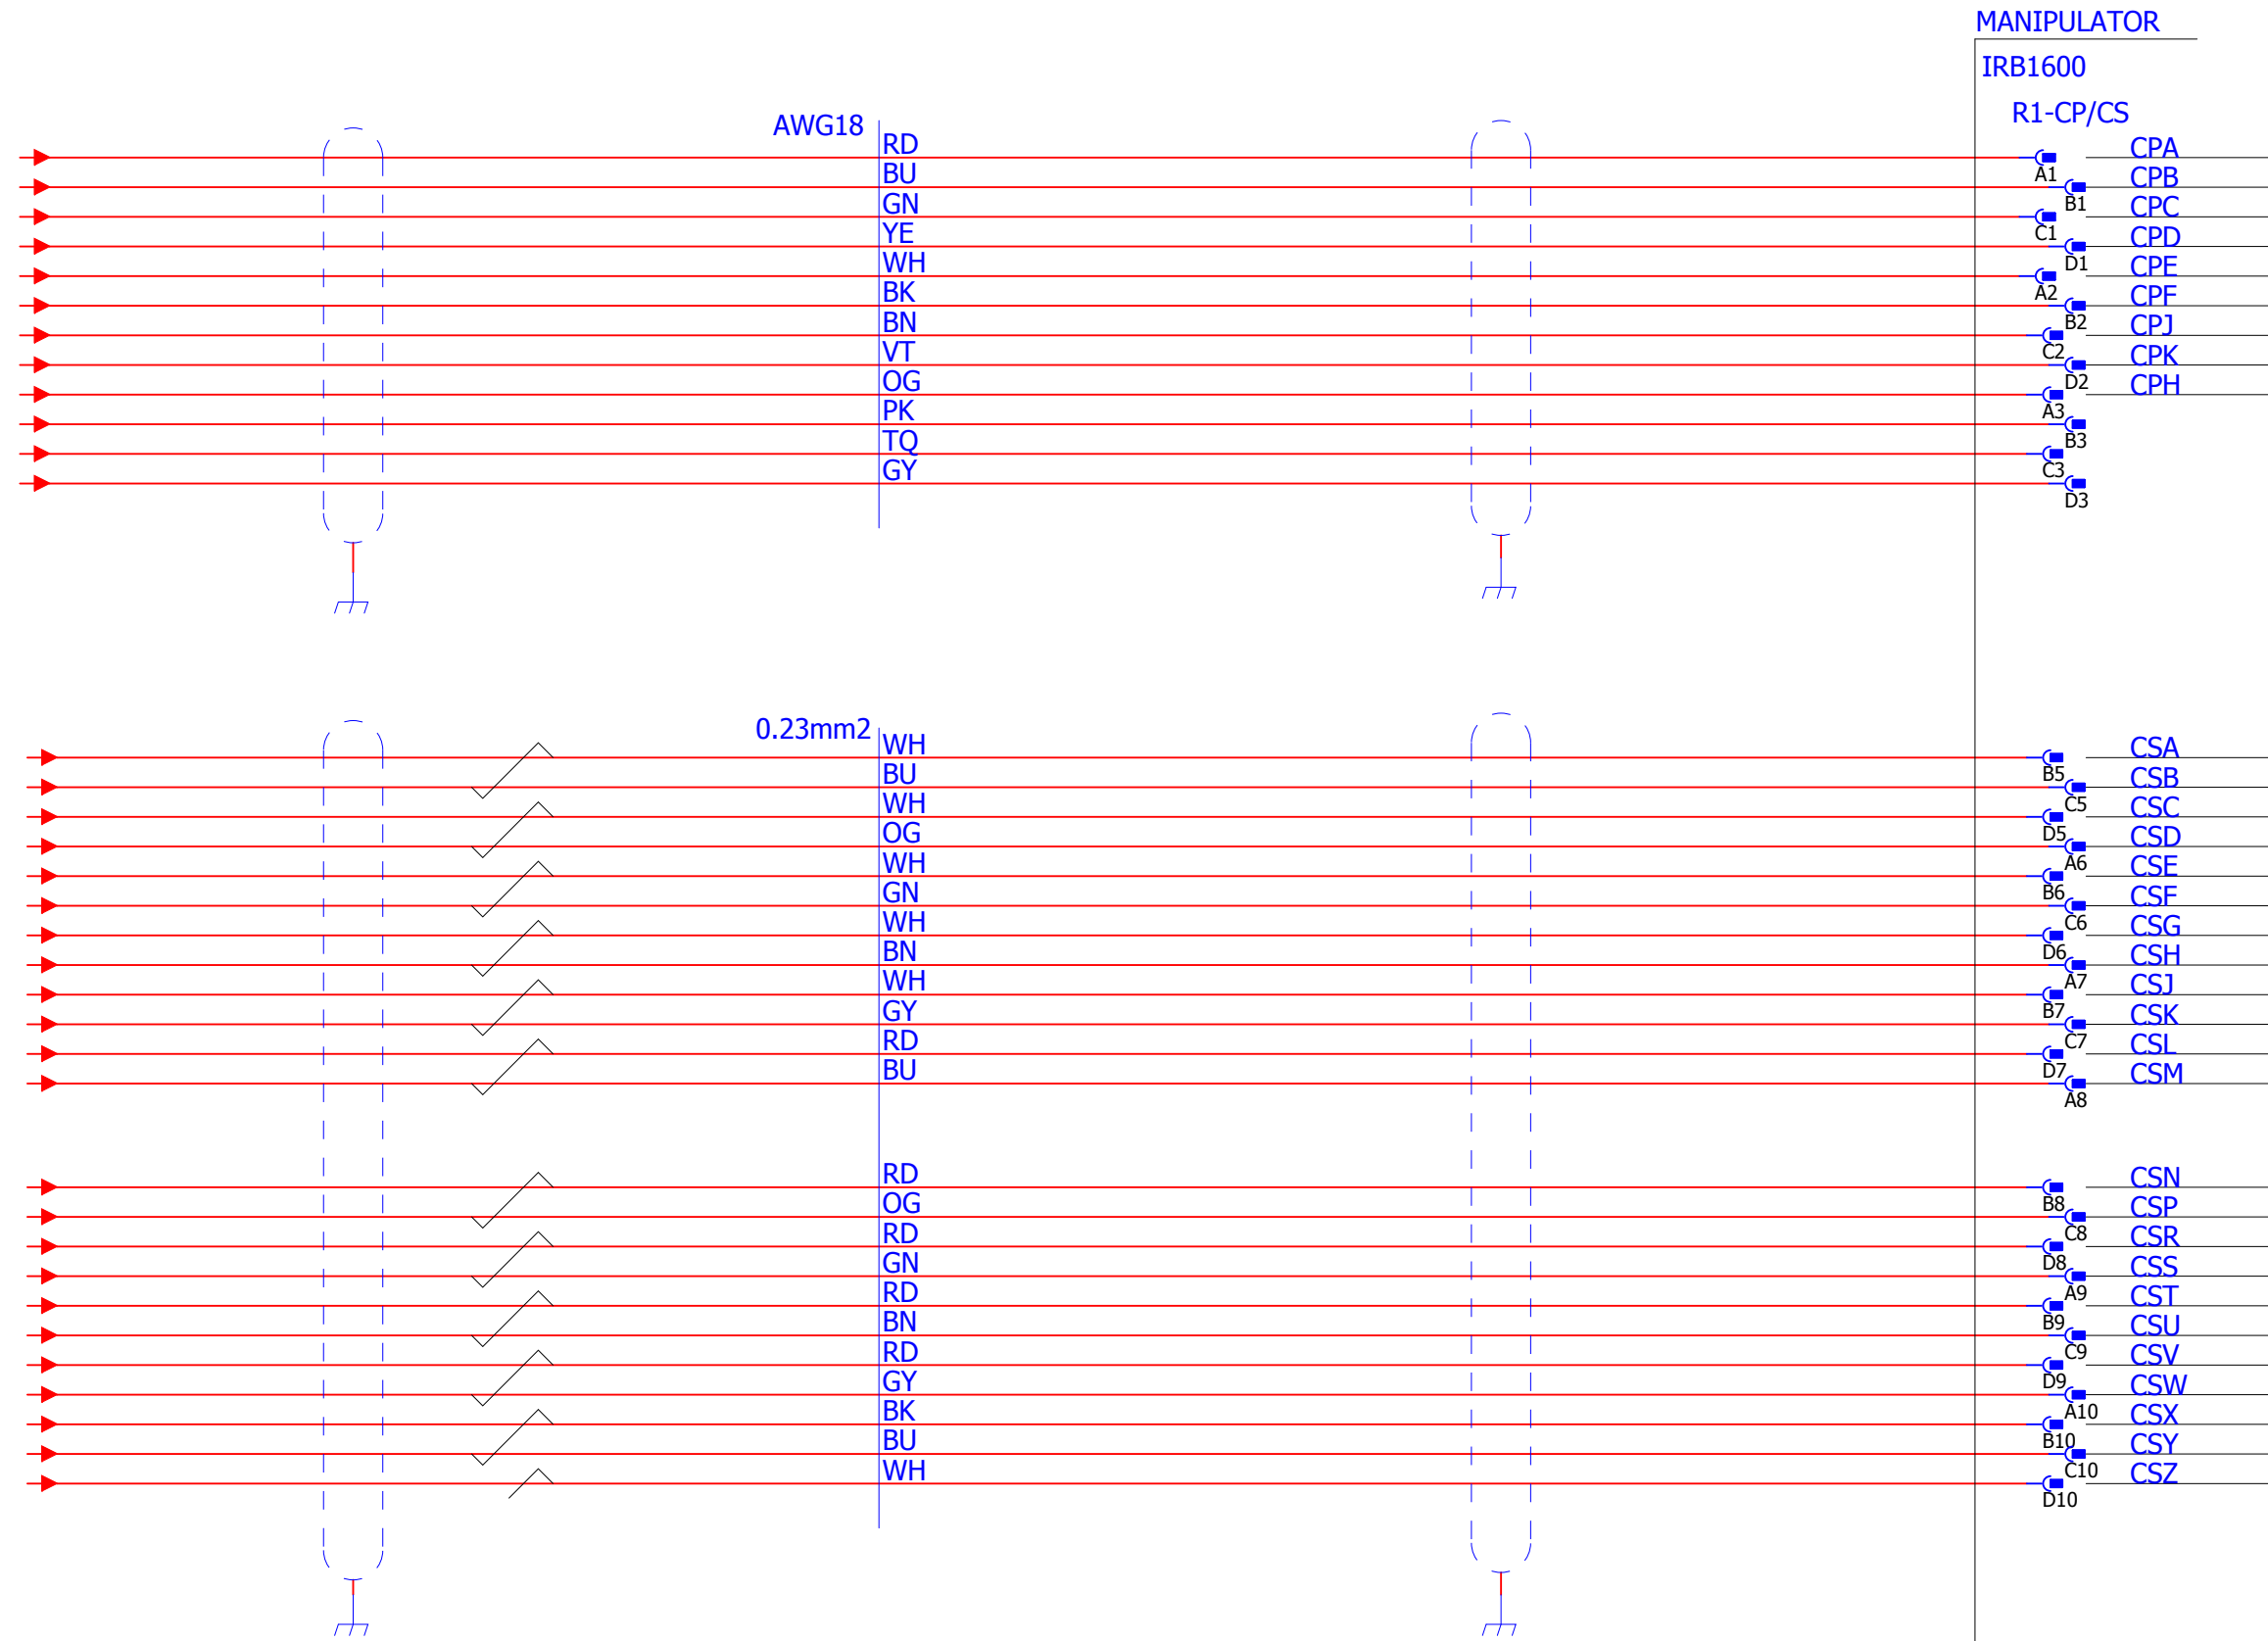 MANIPULATOR
IRB1600
R1-CP/CS
AWG18
RD A1 CPA
BU B1 CPB
GN C1 CPC
YE D1 CPD
WH A2 CPE
BK B2 CPF
BN C2 CPJ
VT D2 CPK
OG A3 CPH
PK B3
TQ C3
GY D3
0.23mm2
WH B5 CSA
BU C5 CSB
WH D5 CSC
OG A6 CSD
WH B6 CSE
GN C6 CSF
WH D6 CSG
BN A7 CSH
WH B7 CSJ
GY C7 CSK
RD D7 CSL
BU A8 CSM
RD B8 CSN
OG C8 CSP
RD D8 CSR
GN A9 CSS
RD B9 CST
BN C9 CSU
RD D9 CSV
GY A10 CSW
BK B10 CSX
BU C10 CSY
WH D10 CSZ